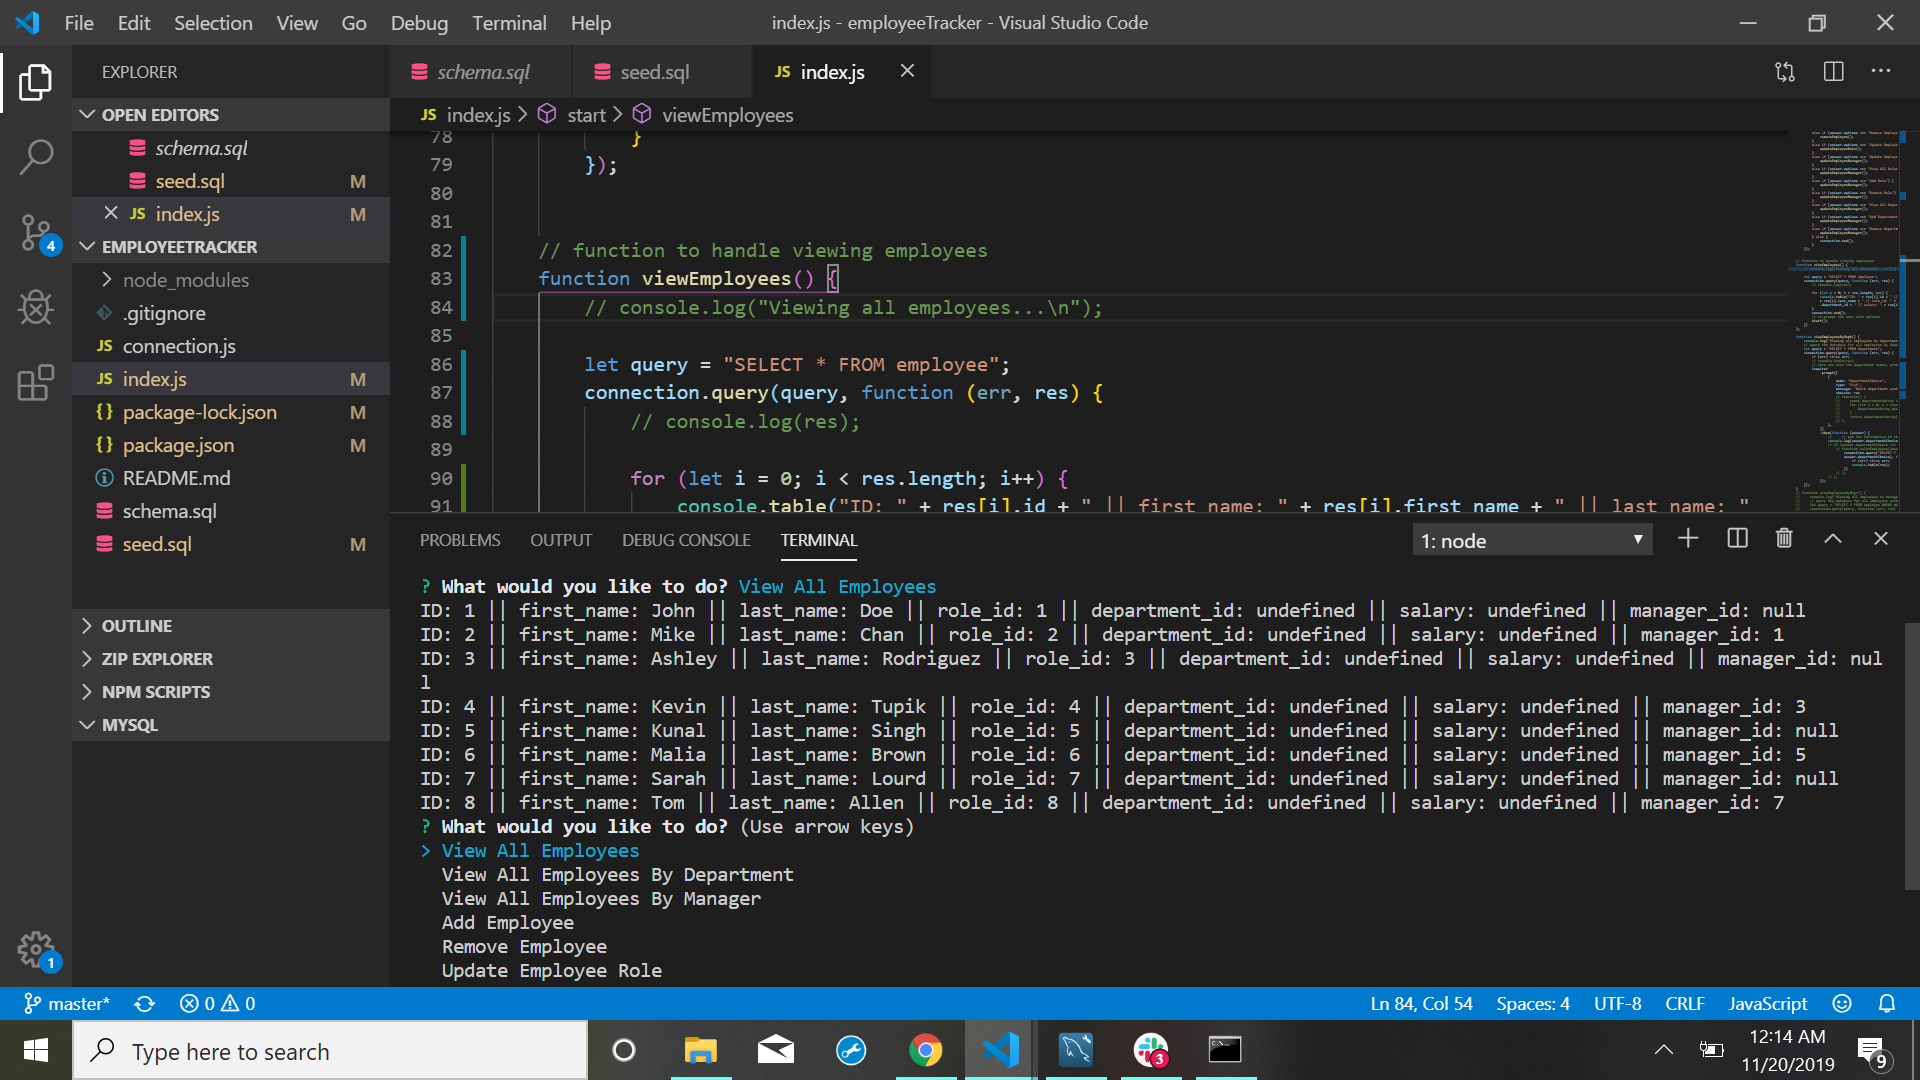 File Edit Selection View Go Debug Terminal Help
index.js - employeeTracker - Visual Studio Code
EXPLORER
OPEN EDITORS
schema.sql
seed.sql M
index.js M
EMPLOYEETRACKER
node_modules
.gitignore
JS connection.js
JS index.js M
{} package-lock.json M
{} package.json M
README.md
schema.sql
seed.sql M
OUTLINE
ZIP EXPLORER
NPM SCRIPTS
MYSQL
4
1
schema.sql seed.sql JS index.js
JS index.js > start > viewEmployees
78 }
79 });
80
81
82 // function to handle viewing employees
83 function viewEmployees() {
84 // console.log("Viewing all employees...\n");
85
86 let query = "SELECT * FROM employee";
87 connection.query(query, function (err, res) {
88 // console.log(res);
89
90 for (let i = 0; i < res.length; i++) {
91 console.table("ID: " + res[i].id + " || first_name: " + res[i].first_name + " || last_name: "
PROBLEMS OUTPUT DEBUG CONSOLE TERMINAL 1: node
? What would you like to do? View All Employees
ID: 1 || first_name: John || last_name: Doe || role_id: 1 || department_id: undefined || salary: undefined || manager_id: null
ID: 2 || first_name: Mike || last_name: Chan || role_id: 2 || department_id: undefined || salary: undefined || manager_id: 1
ID: 3 || first_name: Ashley || last_name: Rodriguez || role_id: 3 || department_id: undefined || salary: undefined || manager_id: nul
l
ID: 4 || first_name: Kevin || last_name: Tupik || role_id: 4 || department_id: undefined || salary: undefined || manager_id: 3
ID: 5 || first_name: Kunal || last_name: Singh || role_id: 5 || department_id: undefined || salary: undefined || manager_id: null
ID: 6 || first_name: Malia || last_name: Brown || role_id: 6 || department_id: undefined || salary: undefined || manager_id: 5
ID: 7 || first_name: Sarah || last_name: Lourd || role_id: 7 || department_id: undefined || salary: undefined || manager_id: null
ID: 8 || first_name: Tom || last_name: Allen || role_id: 8 || department_id: undefined || salary: undefined || manager_id: 7
? What would you like to do? (Use arrow keys)
> View All Employees
View All Employees By Department
View All Employees By Manager
Add Employee
Remove Employee
Update Employee Role
master* 0 0 Ln 84, Col 54 Spaces: 4 UTF-8 CRLF JavaScript
Type here to search
3
12:14 AM
11/20/2019
9